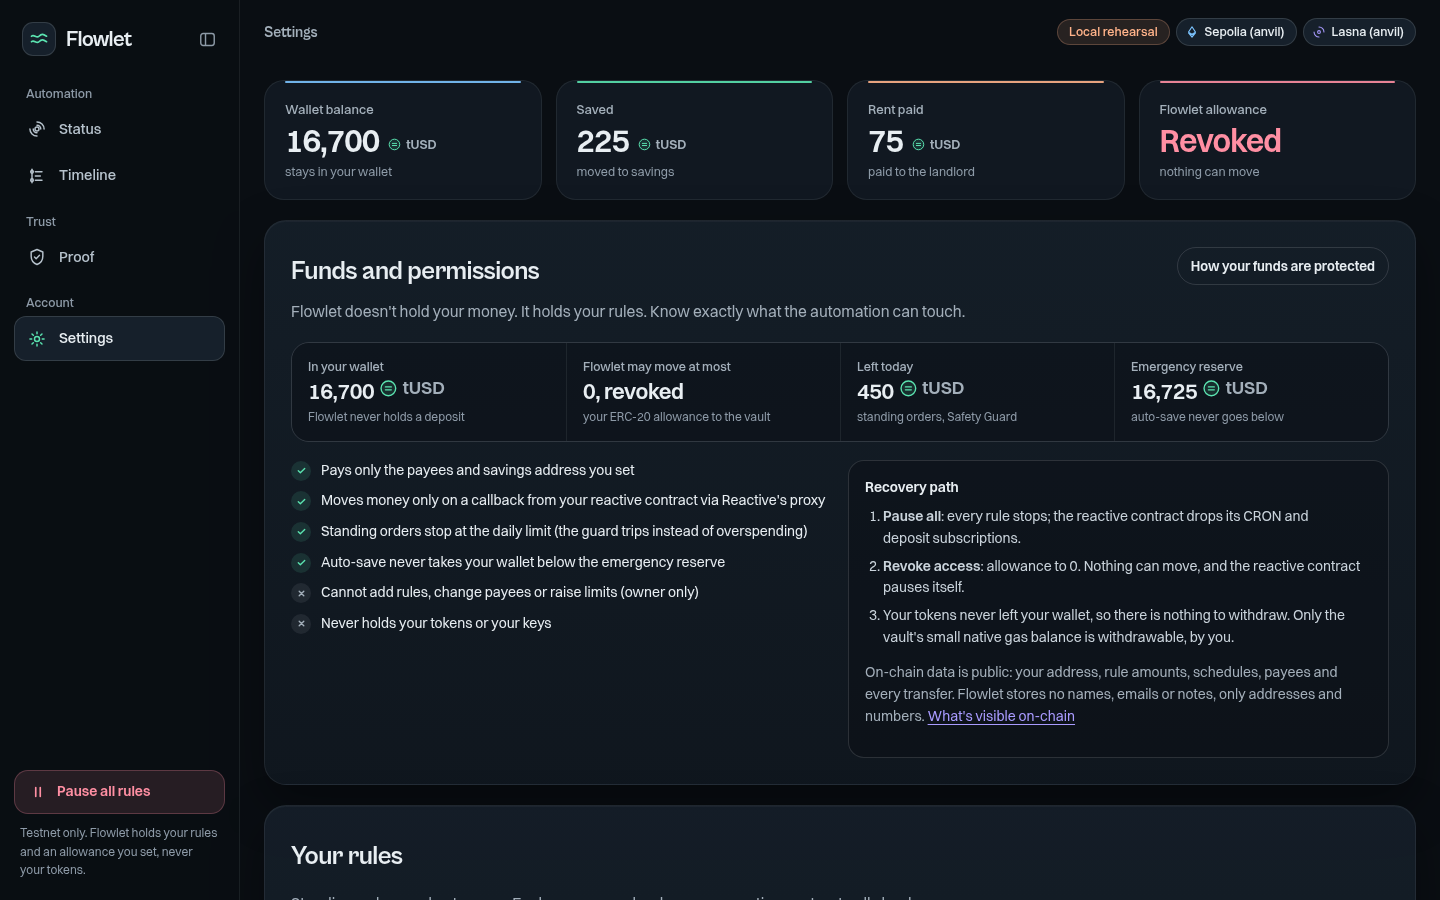 Flowlet
Automation
Status
Timeline
Trust
Proof
Account
Settings
Pause all rules
Testnet only. Flowlet holds your rules
and an allowance you set, never
your tokens.
Settings
Local rehearsal
Sepolia (anvil)
Lasna (anvil)
Wallet balance
16,700 tUSD
stays in your wallet
Saved
225 tUSD
moved to savings
Rent paid
75 tUSD
paid to the landlord
Flowlet allowance
Revoked
nothing can move
Funds and permissions
How your funds are protected
Flowlet doesn't hold your money. It holds your rules. Know exactly what the automation can touch.
In your wallet
16,700 tUSD
Flowlet never holds a deposit
Flowlet may move at most
0, revoked
your ERC-20 allowance to the vault
Left today
450 tUSD
standing orders, Safety Guard
Emergency reserve
16,725 tUSD
auto-save never goes below
Pays only the payees and savings address you set
Moves money only on a callback from your reactive contract via Reactive's proxy
Standing orders stop at the daily limit (the guard trips instead of overspending)
Auto-save never takes your wallet below the emergency reserve
Cannot add rules, change payees or raise limits (owner only)
Never holds your tokens or your keys
Recovery path
1. Pause all: every rule stops; the reactive contract drops its CRON and
deposit subscriptions.
2. Revoke access: allowance to 0. Nothing can move, and the reactive contract
pauses itself.
3. Your tokens never left your wallet, so there is nothing to withdraw. Only the
vault's small native gas balance is withdrawable, by you.
On-chain data is public: your address, rule amounts, schedules, payees and
every transfer. Flowlet stores no names, emails or notes, only addresses and
numbers. What's visible on-chain
Your rules